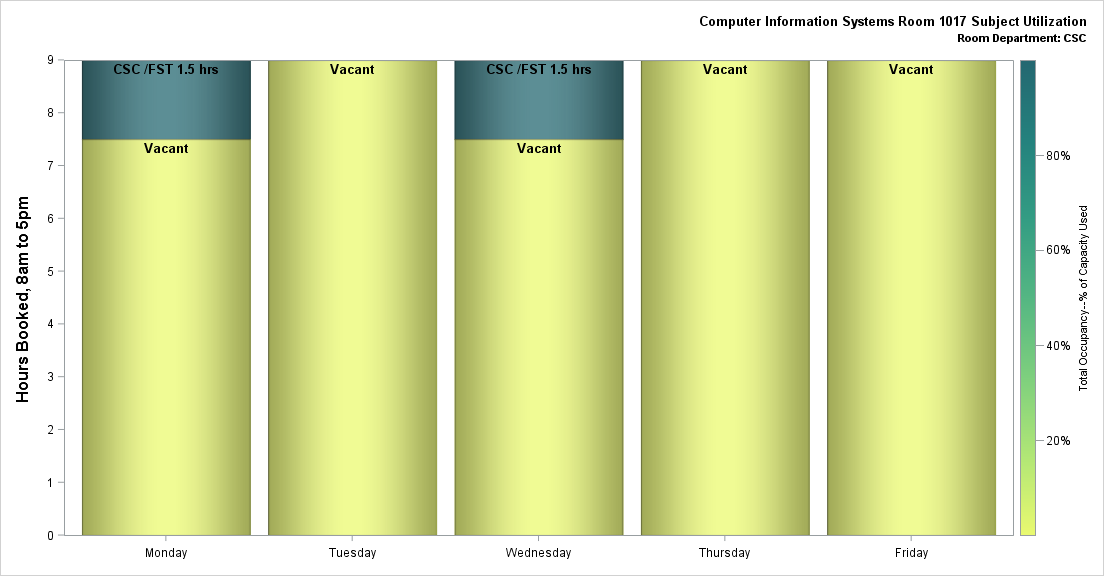 Computer Information Systems Room 1017 Subject Utilization
Room Department: CSC
Hours Booked, 8am to 5pm
9
8
7
6
5
4
3
2
1
0
CSC /FST 1.5 hrs
Vacant
Vacant
CSC /FST 1.5 hrs
Vacant
Vacant
Vacant
Monday
Tuesday
Wednesday
Thursday
Friday
80%
60%
40%
20%
Total Occupancy--% of Capacity Used